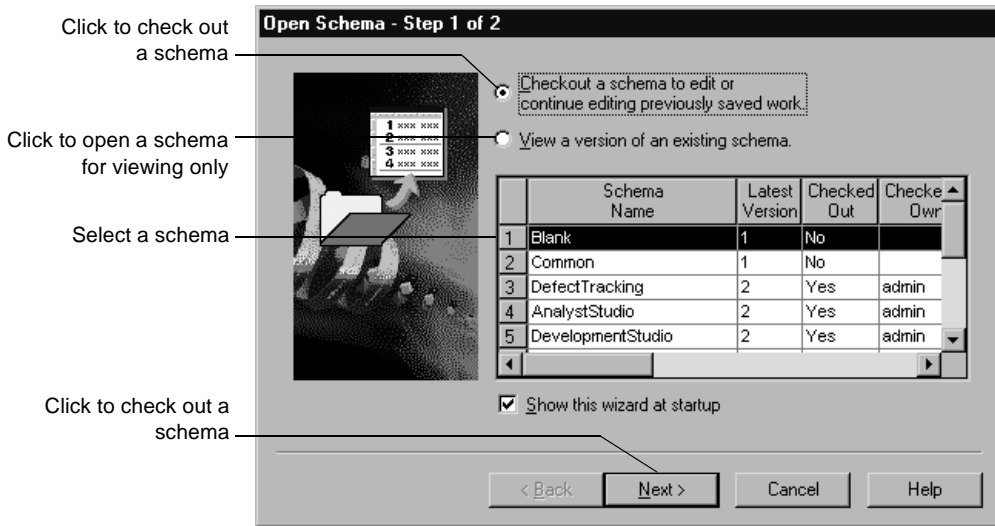 Click to check out
a schema
Click to open a schema
for viewing only
Select a schema
Click to check out a
schema
Open Schema - Step 1 of 2
1 xxx xxx
2 xxx xxx
3 xxx xxx
4 xxx xxx
Checkout a schema to edit or
continue editing previously saved work.
View a version of an existing schema.
Schema Name Latest Version Checked Out Checke Owr
1 Blank 1 No
2 Common 1 No
3 DefectTracking 2 Yes admin
4 AnalystStudio 2 Yes admin
5 DevelopmentStudio 2 Yes admin
Show this wizard at startup
< Back Next > Cancel Help